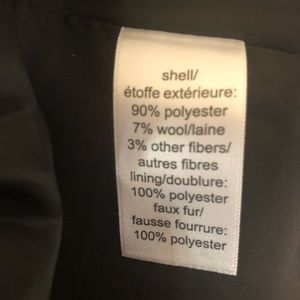 shell/
étoffe extérieure:
90% polyester
7% wool/laine
3% other fibers/
autres fibres
lining/doublure:
100% polyester
faux fur/
fausse fourrure:
100% polyester